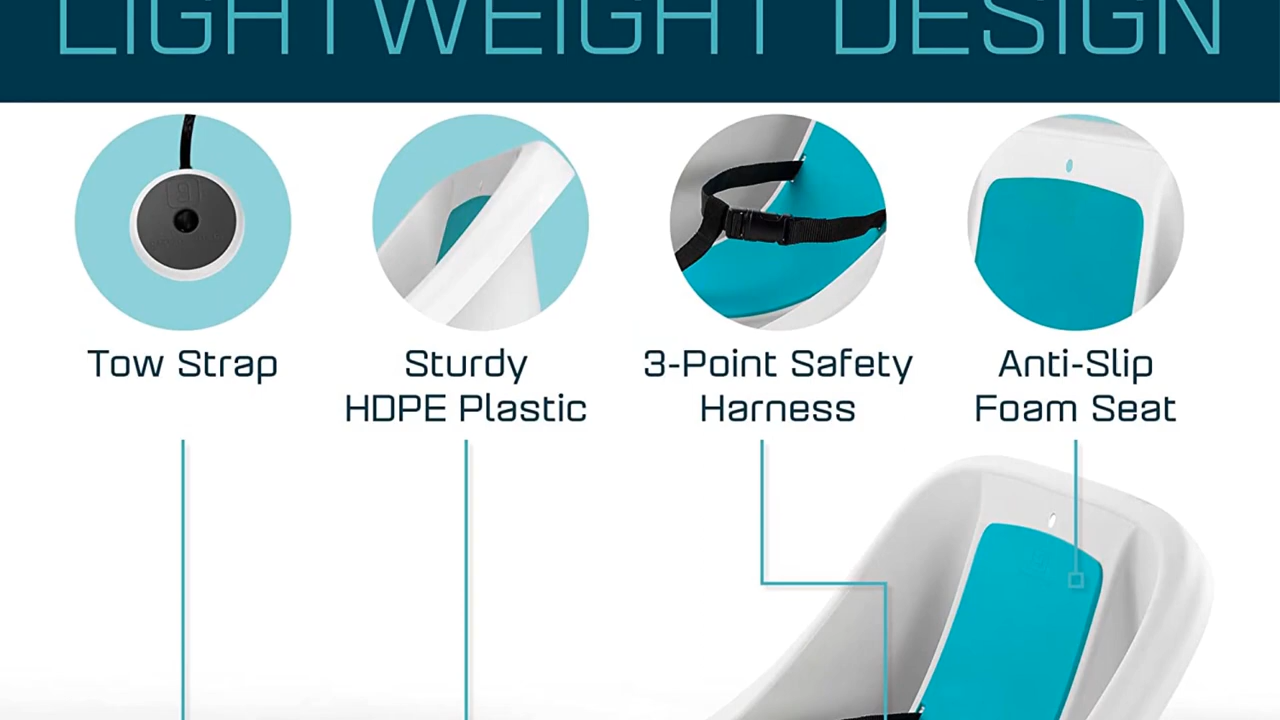 LIGHTWEIGHT DESIGN
Tow Strap
Sturdy
HDPE Plastic
3-Point Safety
Harness
Anti-Slip
Foam Seat